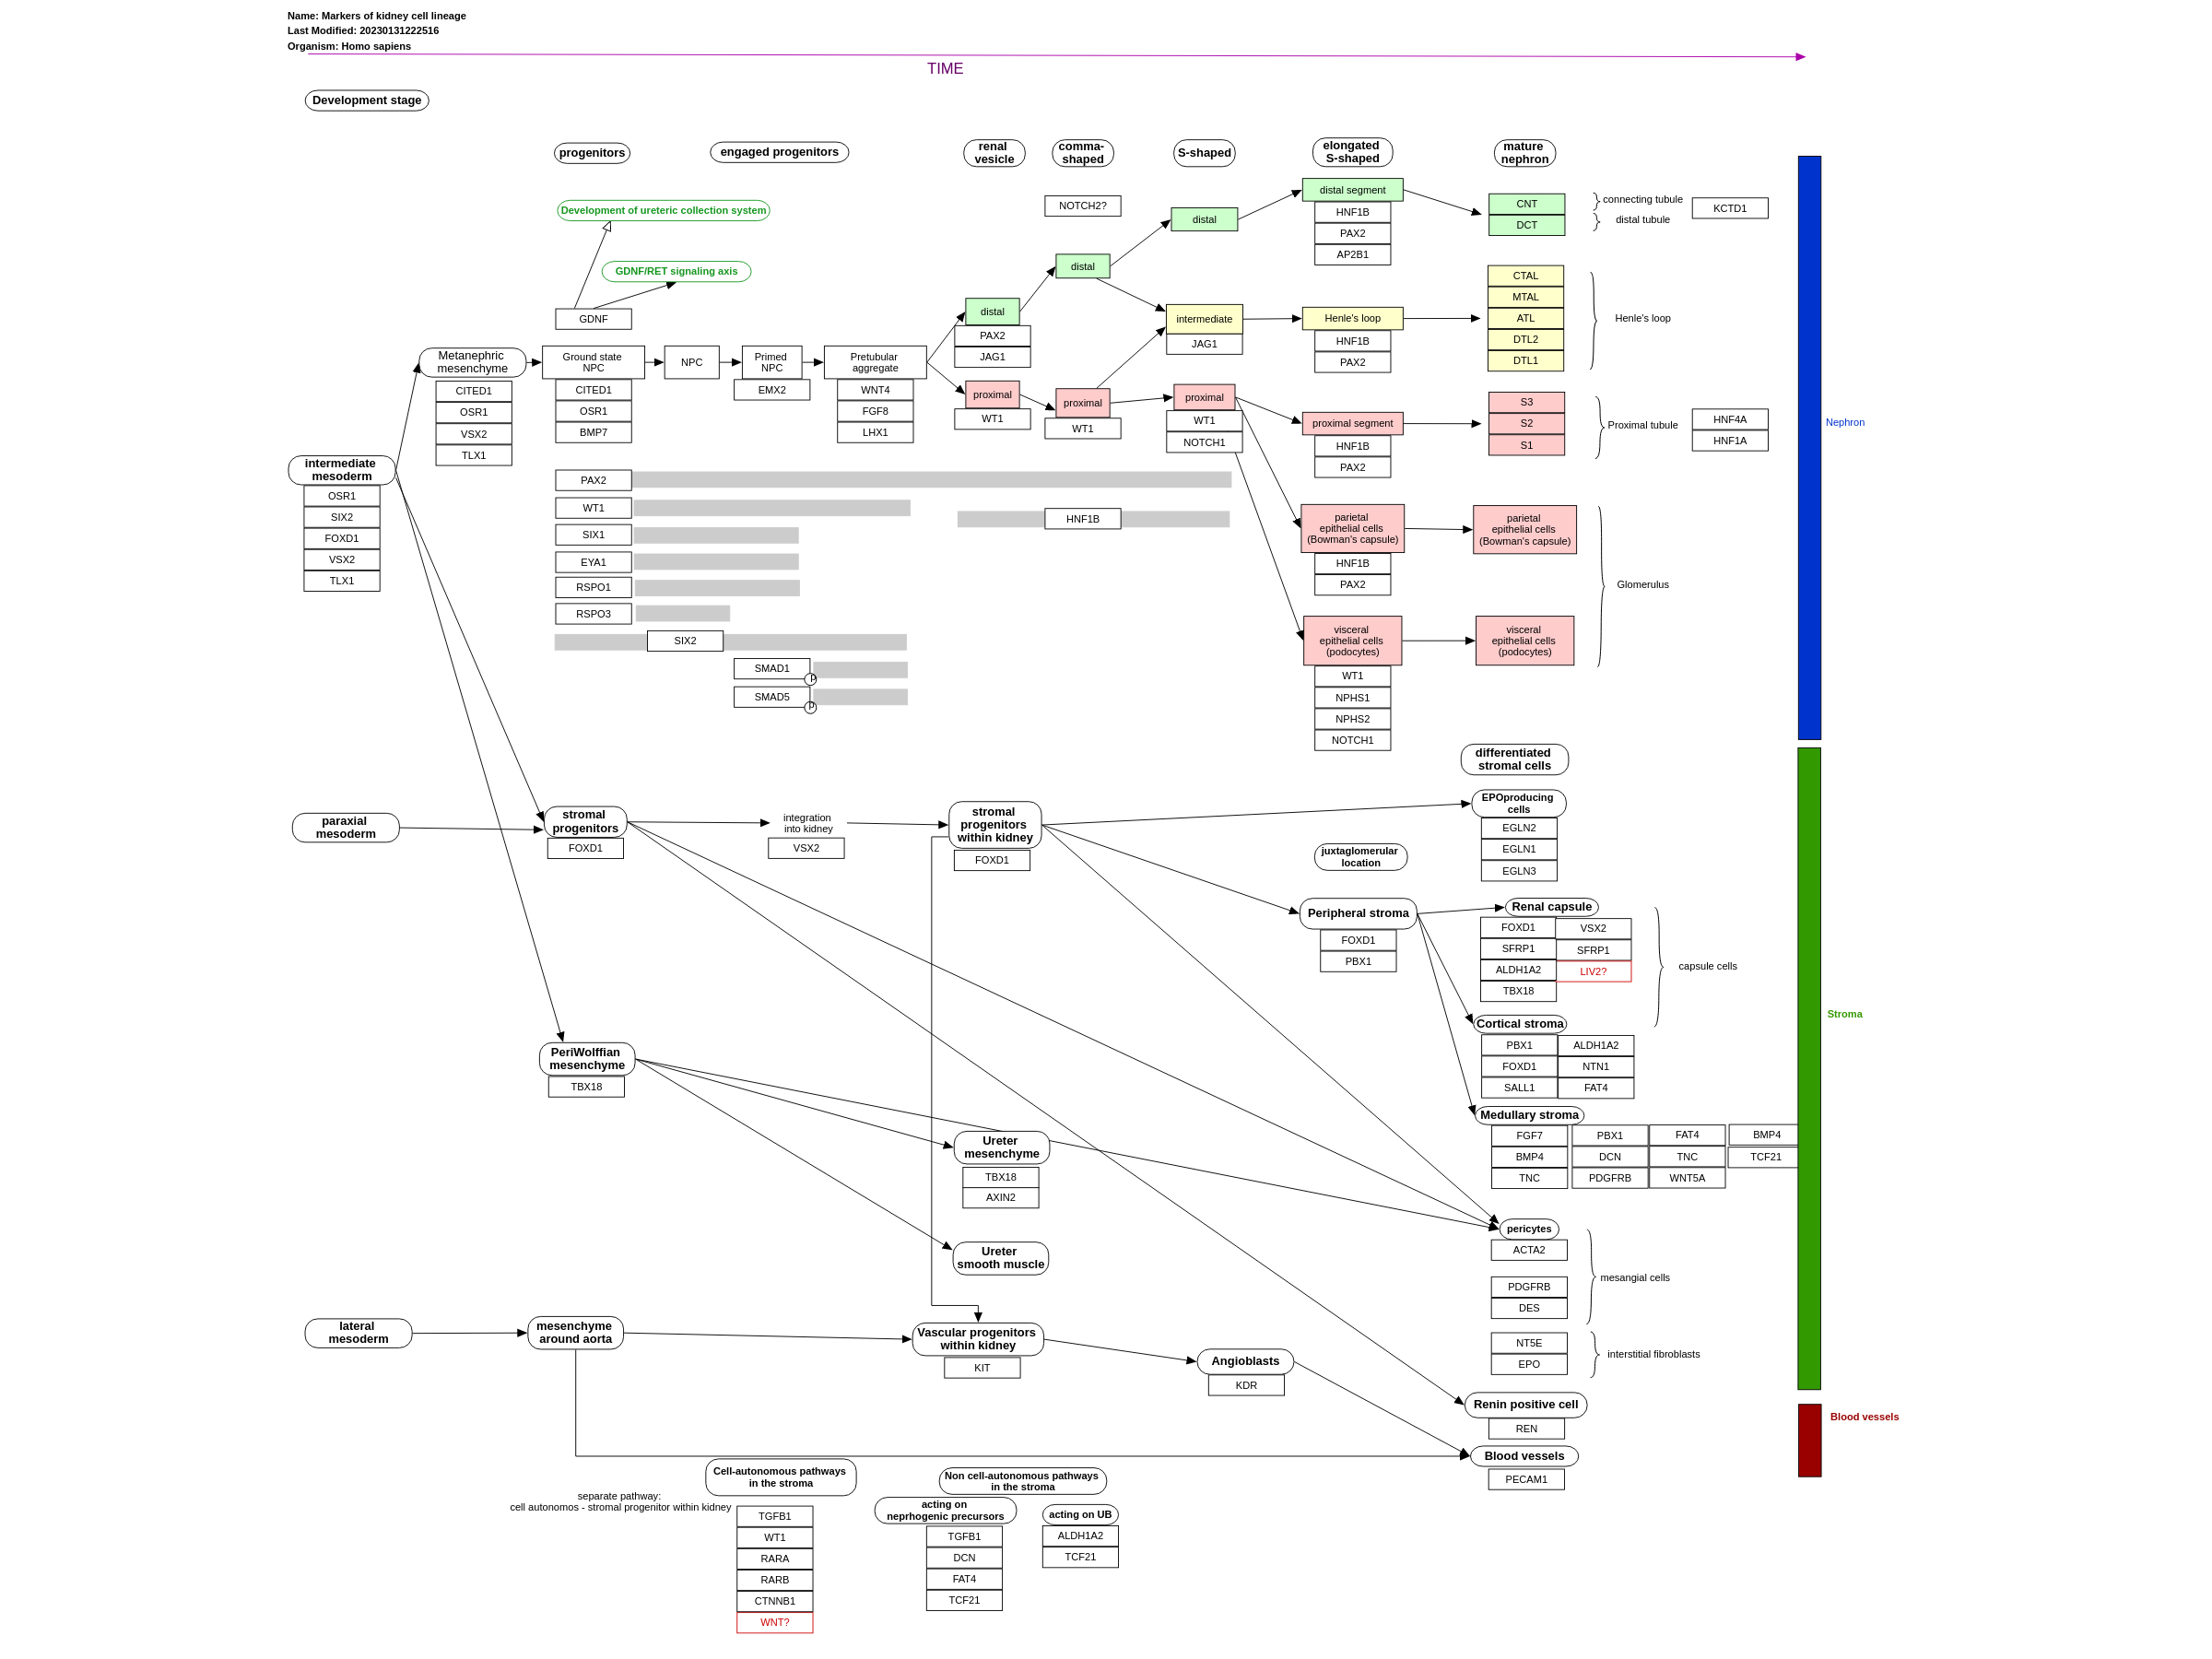 Name: Markers of kidney cell lineage
Last Modified: 20230131222516
Organism: Homo sapiens
TIME
Development stage
progenitors
engaged progenitors
renal
vesicle
comma-
shaped
S-shaped
elongated
S-shaped
mature
nephron
Development of ureteric collection system
GDNF/RET signaling axis
GDNF
NOTCH2?
distal
distal segment
HNF1B
PAX2
AP2B1
CNT
DCT
connecting tubule
distal tubule
KCTD1
distal
distal
PAX2
JAG1
intermediate
JAG1
Henle's loop
HNF1B
PAX2
CTAL
MTAL
ATL
DTL2
DTL1
Henle's loop
Metanephric
mesenchyme
CITED1
OSR1
VSX2
TLX1
Ground state
NPC
CITED1
OSR1
BMP7
NPC
Primed
NPC
EMX2
Pretubular
aggregate
WNT4
FGF8
LHX1
proximal
WT1
proximal
WT1
proximal
WT1
NOTCH1
proximal segment
HNF1B
PAX2
S3
S2
S1
Proximal tubule
HNF4A
HNF1A
Nephron
intermediate
mesoderm
OSR1
SIX2
FOXD1
VSX2
TLX1
PAX2
WT1
SIX1
EYA1
RSPO1
RSPO3
SIX2
SMAD1
P
SMAD5
p
HNF1B
parietal
epithelial cells
(Bowman's capsule)
HNF1B
PAX2
parietal
epithelial cells
(Bowman's capsule)
Glomerulus
visceral
epithelial cells
(podocytes)
WT1
NPHS1
NPHS2
NOTCH1
visceral
epithelial cells
(podocytes)
differentiated
stromal cells
paraxial
mesoderm
stromal
progenitors
FOXD1
integration
into kidney
VSX2
stromal
progenitors
within kidney
FOXD1
EPOproducing
cells
EGLN2
EGLN1
EGLN3
juxtaglomerular
location
Peripheral stroma
FOXD1
PBX1
Renal capsule
FOXD1
SFRP1
ALDH1A2
TBX18
VSX2
SFRP1
LIV2?
capsule cells
Cortical stroma
PBX1
FOXD1
SALL1
ALDH1A2
NTN1
FAT4
Stroma
PeriWolffian
mesenchyme
TBX18
Medullary stroma
FGF7
BMP4
TNC
PBX1
DCN
PDGFRB
FAT4
TNC
WNT5A
BMP4
TCF21
Ureter
mesenchyme
TBX18
AXIN2
Ureter
smooth muscle
pericytes
ACTA2
PDGFRB
DES
mesangial cells
NT5E
EPO
interstitial fibroblasts
lateral
mesoderm
mesenchyme
around aorta
Vascular progenitors
within kidney
KIT
Angioblasts
KDR
Renin positive cell
REN
Blood vessels
PECAM1
Blood vessels
Cell-autonomous pathways
in the stroma
separate pathway:
cell autonomos - stromal progenitor within kidney
TGFB1
WT1
RARA
RARB
CTNNB1
WNT?
Non cell-autonomous pathways
in the stroma
acting on
neprhogenic precursors
TGFB1
DCN
FAT4
TCF21
acting on UB
ALDH1A2
TCF21